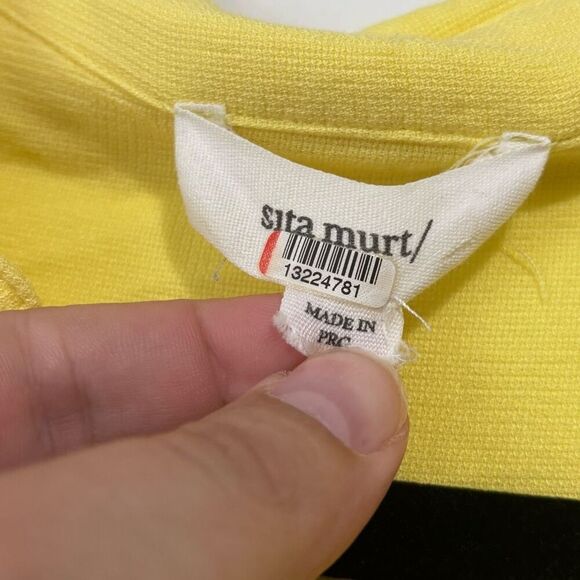 sita murt/
13224781
MADE IN
PRC